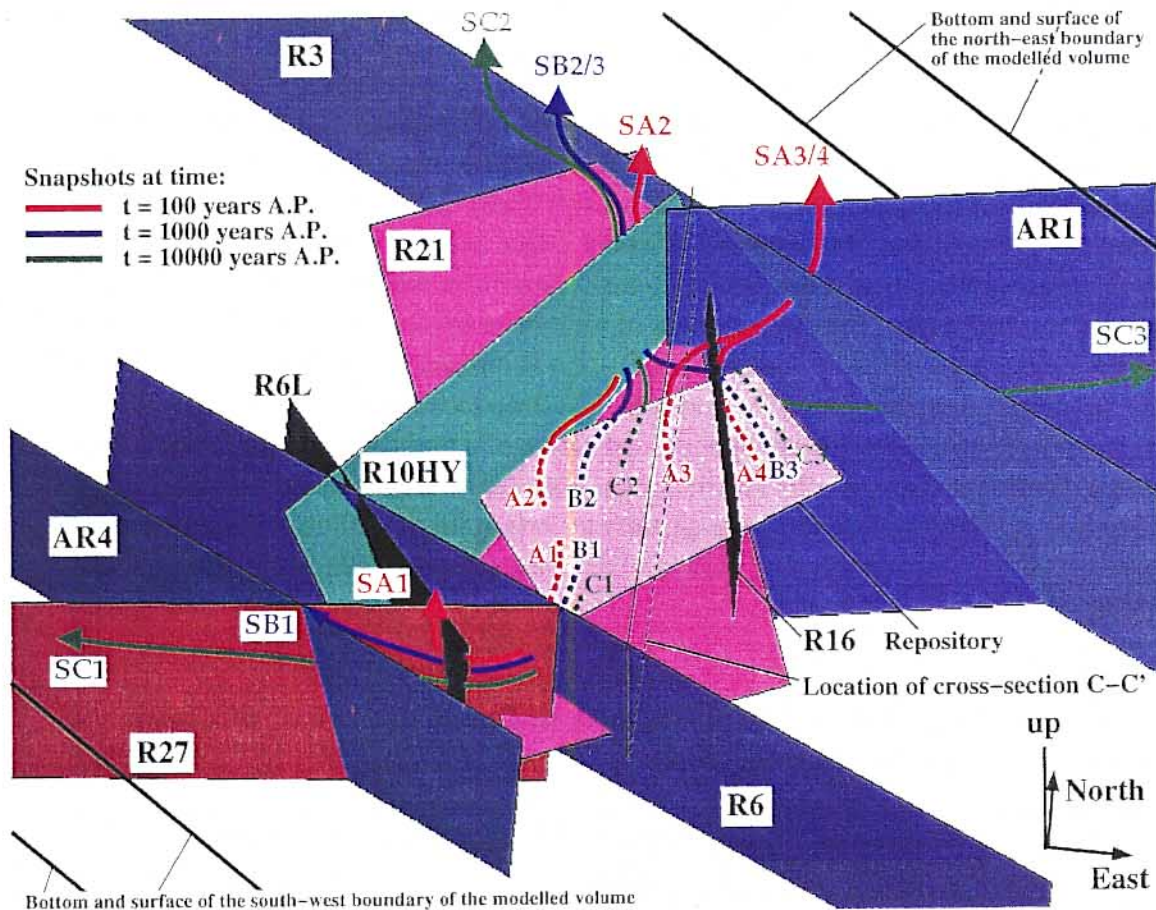 SC2
Bottom and surface of
the north-east boundary
of the modelled volume
R3
SB2/3
SA2
SA3/4
Snapshots at time:
t = 100 years A.P.
t = 1000 years A.P.
t = 10000 years A.P.
AR1
R21
SC3
R6L
R10HY
A2
B2
C2
A3
A4
B3
AR4
A1
B1
C1
SA1
SB1
SC1
R16
Repository
Location of cross-section C-C'
R27
up
North
East
R6
Bottom and surface of the south-west boundary of the modelled volume